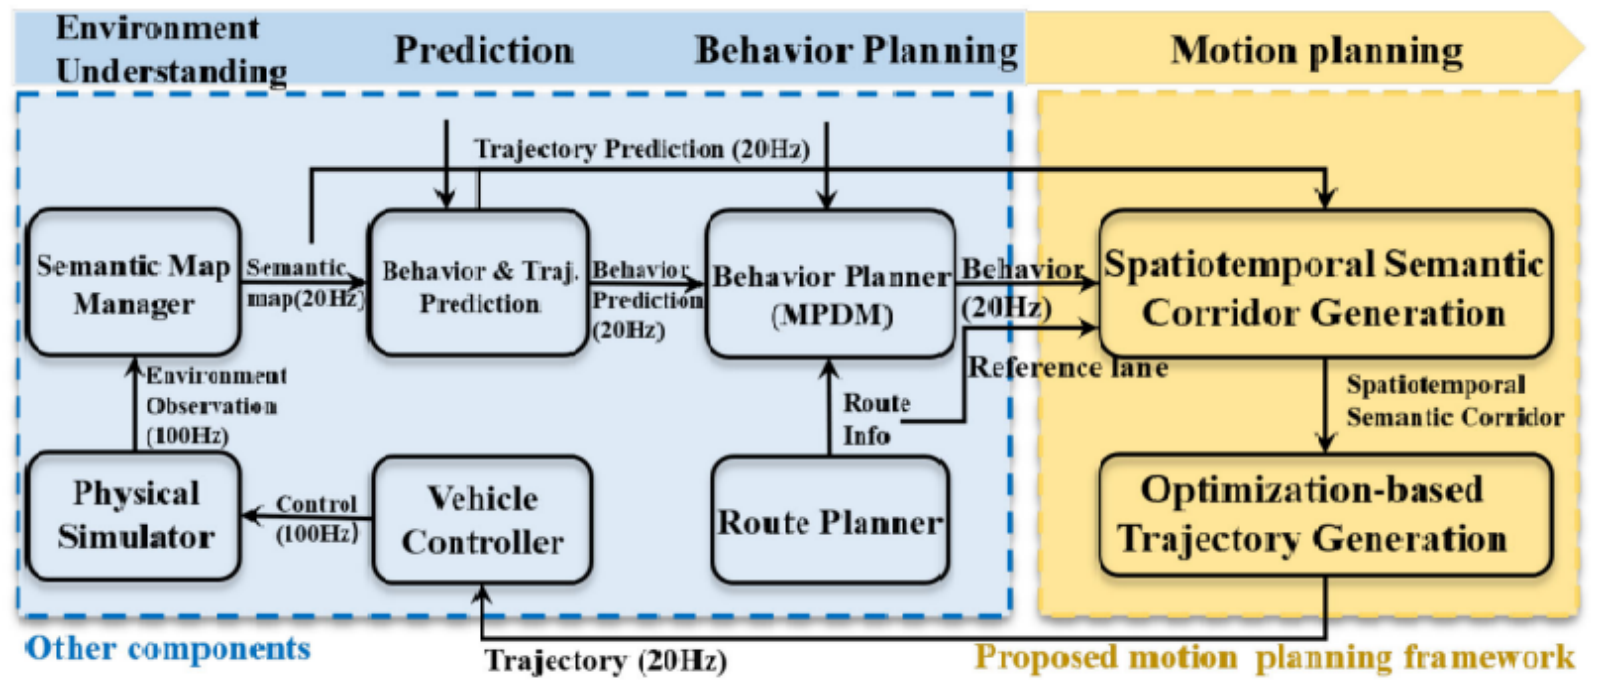 Environment
Understanding
Prediction
Behavior Planning
Motion planning
Trajectory Prediction (20Hz)
Semantic Map
Manager
Semantic
map(20Hz)
Behavior & Traj.
Prediction
Behavior
Prediction
(20Hz)
Behavior Planner
(MPDM)
Behavior
(20Hz)
Spatiotemporal Semantic
Corridor Generation
Reference lane
Environment
Observation
(100Hz)
Route
Info
Spatiotemporal
Semantic Corridor
Physical
Simulator
Control
(100Hz)
Vehicle
Controller
Route Planner
Optimization-based
Trajectory Generation
Other components
Trajectory (20Hz)
Proposed motion planning framework